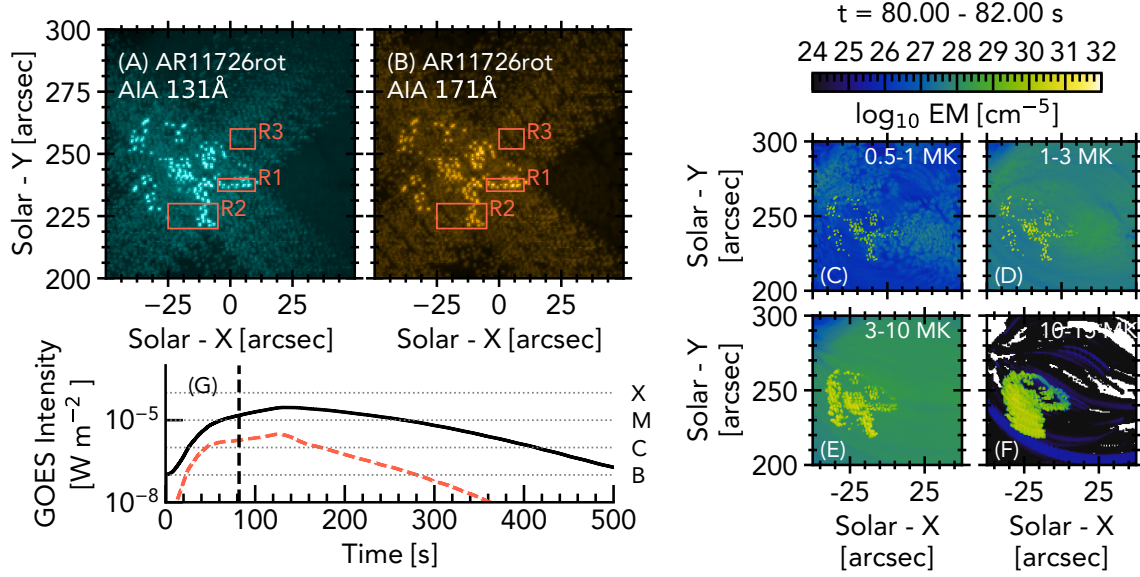 300
275
250
225
200
Solar - Y [arcsec]
(A) AR11726rot
AIA 131Å
R3
R1
R2
−25
0
25
Solar - X [arcsec]
(B) AR11726rot
AIA 171Å
R3
R1
R2
−25
0
25
Solar - X [arcsec]
t = 80.00 - 82.00 s
24 25 26 27 28 29 30 31 32
log₁₀ EM [cm⁻⁵]
300
250
200
Solar - Y
[arcsec]
0.5-1 MK
(C)
1-3 MK
(D)
300
250
200
Solar - Y
[arcsec]
3-10 MK
(E)
10-15 MK
(F)
-25
25
Solar - X
[arcsec]
-25
25
Solar - X
[arcsec]
GOES Intensity
[W m⁻²]
10⁻⁵
10⁻⁸
(G)
X
M
C
B
0 100 200 300 400 500
Time [s]